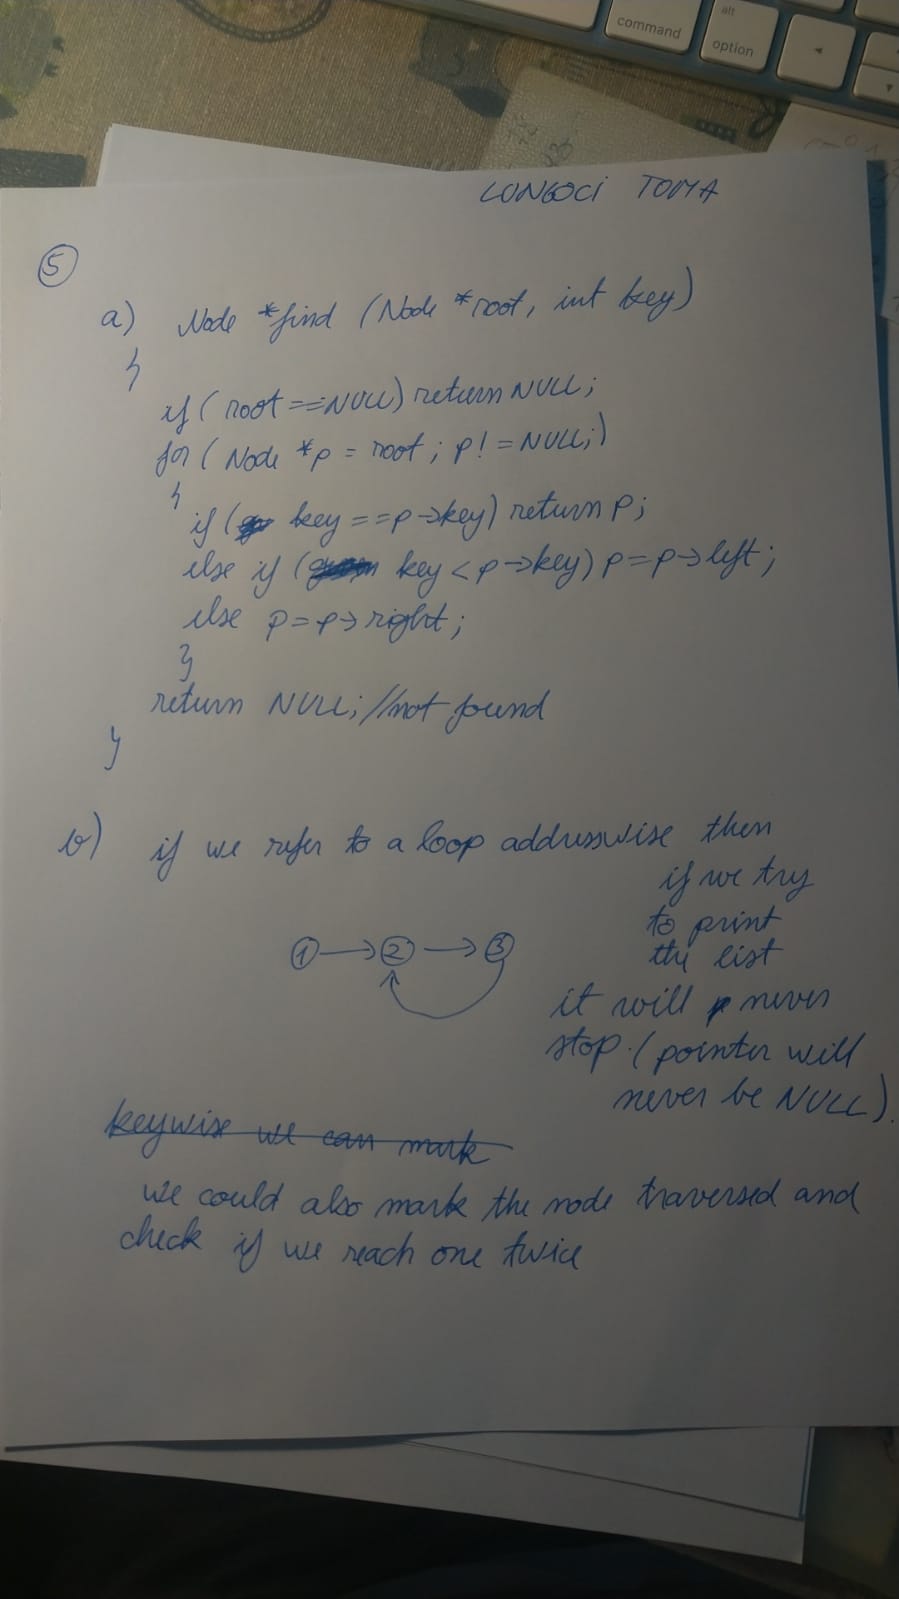 command
alt
option
LUNGOCI TOMA
5
a) Node *find (Node *root, int key)
{
if (root == NULL) return NULL;
for (Node *p = root; p != NULL;)
{
if ( key == p->key) return p;
else if ( key < p->key) p = p->left;
else p = p->right;
}
return NULL; //not found
}
b) if we refer to a loop addresswise then
if we try
to print
the list
1 → 2 → 3
it will never
stop. (pointer will
never be NULL).
keywise we can mark
we could also mark the node traversed and
check if we reach one twice